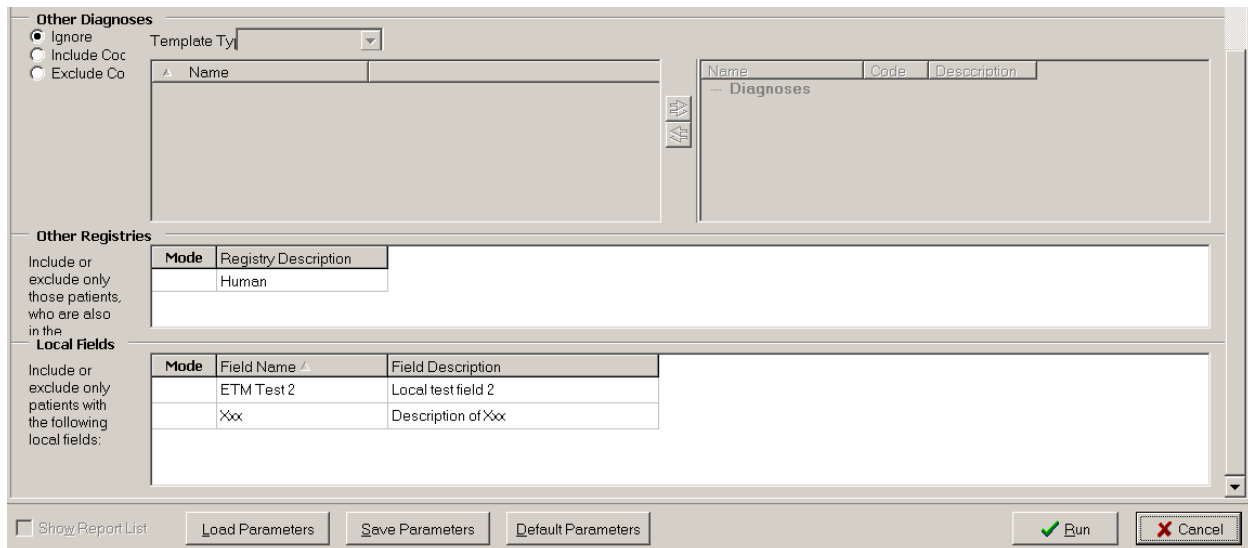 Other Diagnoses
Ignore
Template Typ
Include Coc
Exclude Co
Name
Name Code Desccription
Diagnoses
Other Registries
Include or
exclude only
those patients,
who are also
in the
Mode Registry Description
Human
Local Fields
Include or
exclude only
patients with
the following
local fields:
Mode Field Name Field Description
ETM Test 2 Local test field 2
Xxx Description of Xxx
Show Report List Load Parameters Save Parameters Default Parameters Run Cancel